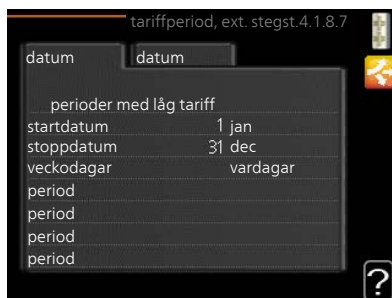 tariffperiod, ext. stegst.4.1.8.7
datum datum
perioder med låg tariff
startdatum 1 jan
stoppdatum 31 dec
veckodagar vardagar
period
period
period
period
?